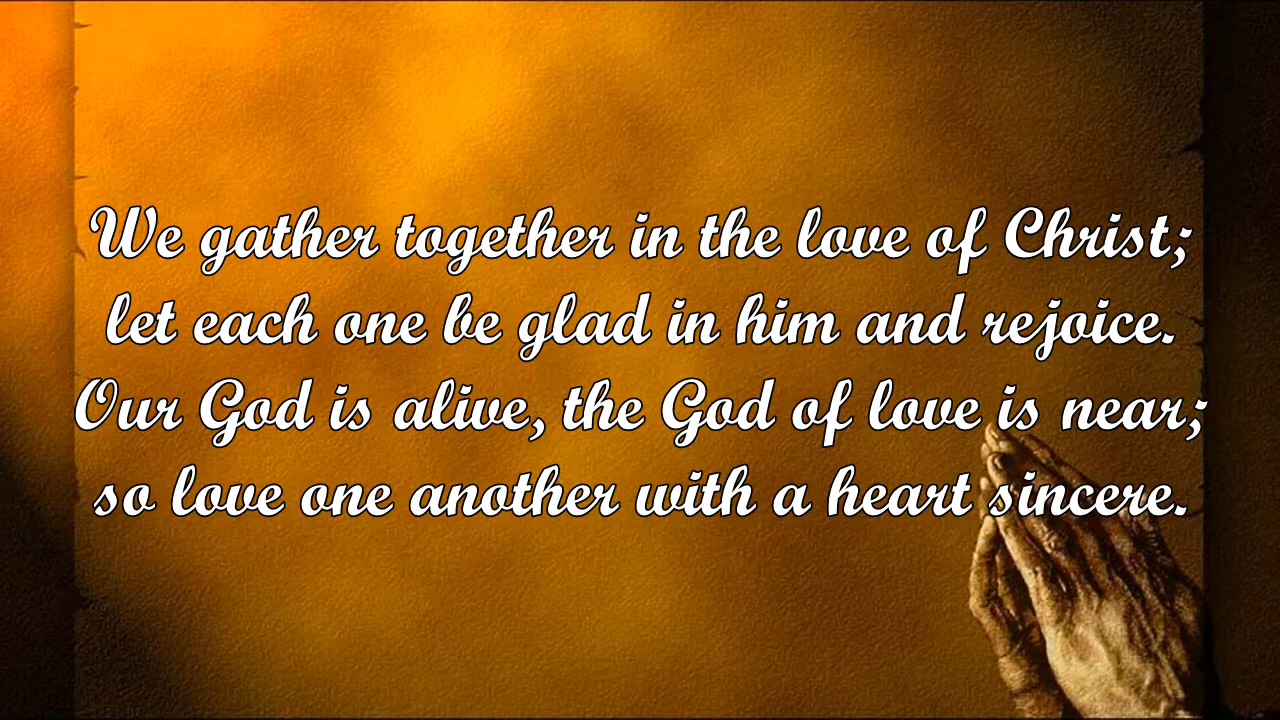 We gather together in the love of Christ;
let each one be glad in him and rejoice.
Our God is alive, the God of love is near;
so love one another with a heart sincere.